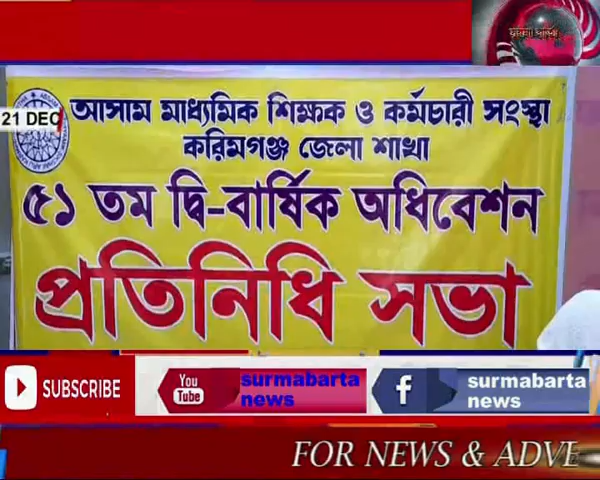 21 DEC
আসাম মাধ্যমিক শিক্ষক ও কর্মচারী সংস্থা
করিমগঞ্জ জেলা শাখা
৫১ তম দ্বি-বার্ষিক অধিবেশন
প্রতিনিধি সভা
SUBSCRIBE
You Tube
surmabarta news
f
surmabarta news
FOR NEWS & ADVE